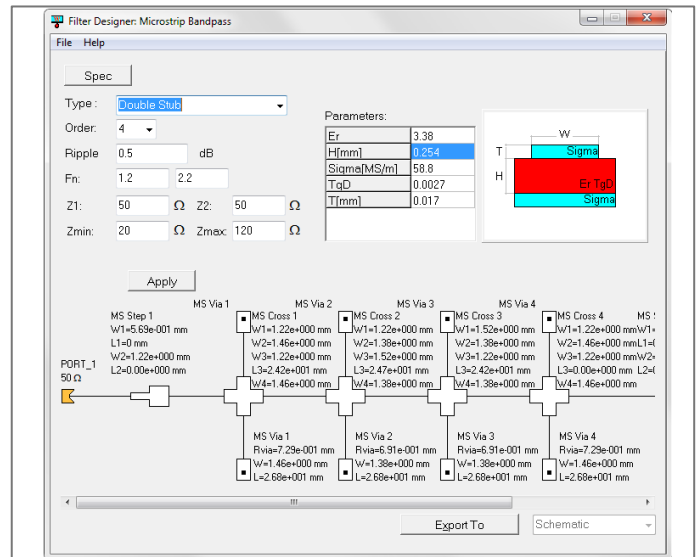 Filter Designer: Microstrip Bandpass
File Help
Spec
Type : Double Stub
Order: 4
Ripple 0.5 dB
Fn: 1.2 2.2
Z1: 50 Ω Z2: 50 Ω
Zmin: 20 Ω Zmax: 120 Ω
Parameters:
Er 3.38
H[mm] 0.254
Sigma[MS/m] 58.8
TgD 0.0027
T[mm] 0.017
W
T Sigma
H
Er TgD
Sigma
Apply
MS Via 1 MS Via 2 MS Via 3 MS Via 4
MS Step 1
W1=5.69e-001 mm
L1=0 mm
W2=1.22e+000 mm
L2=0.00e+000 mm
PORT_1
50 Ω
MS Cross 1
W1=1.22e+000 mm
W2=1.46e+000 mm
W3=1.22e+000 mm
L3=2.42e+001 mm
W4=1.46e+000 mm
MS Cross 2
W1=1.22e+000 mm
W2=1.38e+000 mm
W3=1.52e+000 mm
L3=2.47e+001 mm
W4=1.38e+000 mm
MS Cross 3
W1=1.52e+000 mm
W2=1.38e+000 mm
W3=1.22e+000 mm
L3=2.42e+001 mm
W4=1.38e+000 mm
MS Cross 4
W1=1.22e+000 mm
W2=1.46e+000 mm
W3=1.22e+000 mm
L3=0.00e+000 mm
W4=1.46e+000 mm
MS
W1=
L1=(
W2=
L2=(
MS Via 1
Rvia=7.29e-001 mm
W=1.46e+000 mm
L=2.68e+001 mm
MS Via 2
Rvia=6.91e-001 mm
W=1.38e+000 mm
L=2.68e+001 mm
MS Via 3
Rvia=6.91e-001 mm
W=1.38e+000 mm
L=2.68e+001 mm
MS Via 4
Rvia=7.29e-001 mm
W=1.46e+000 mm
L=2.68e+001 mm
Export To Schematic